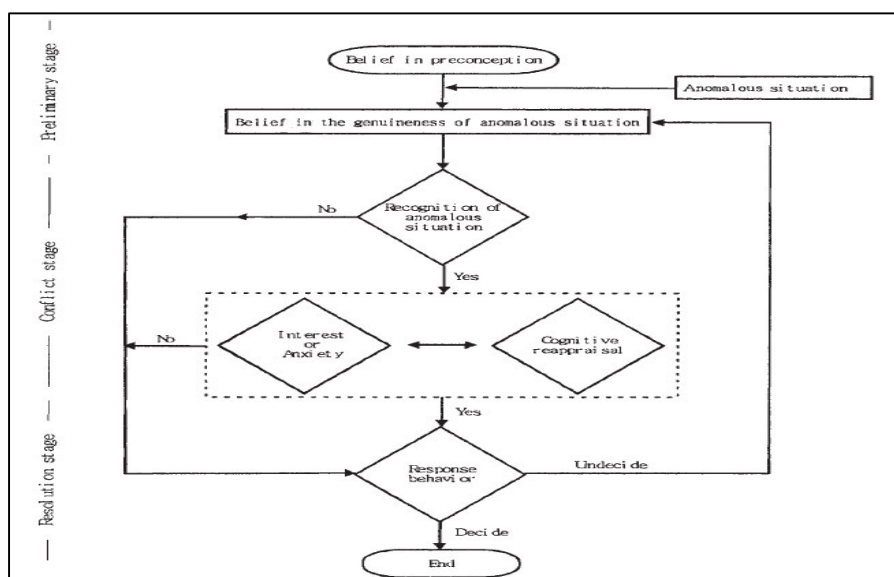 Belief in preconception
Anomalous situation
Belief in the genuineness of anomalous situation
Recognition of
anomalous
situation
No
Yes
Interest
or
Anxiety
Cognitive
reappraisal
No
Yes
Response
behavior
Undecide
Decide
End
Preliminary stage
Conflict stage
Resolution stage